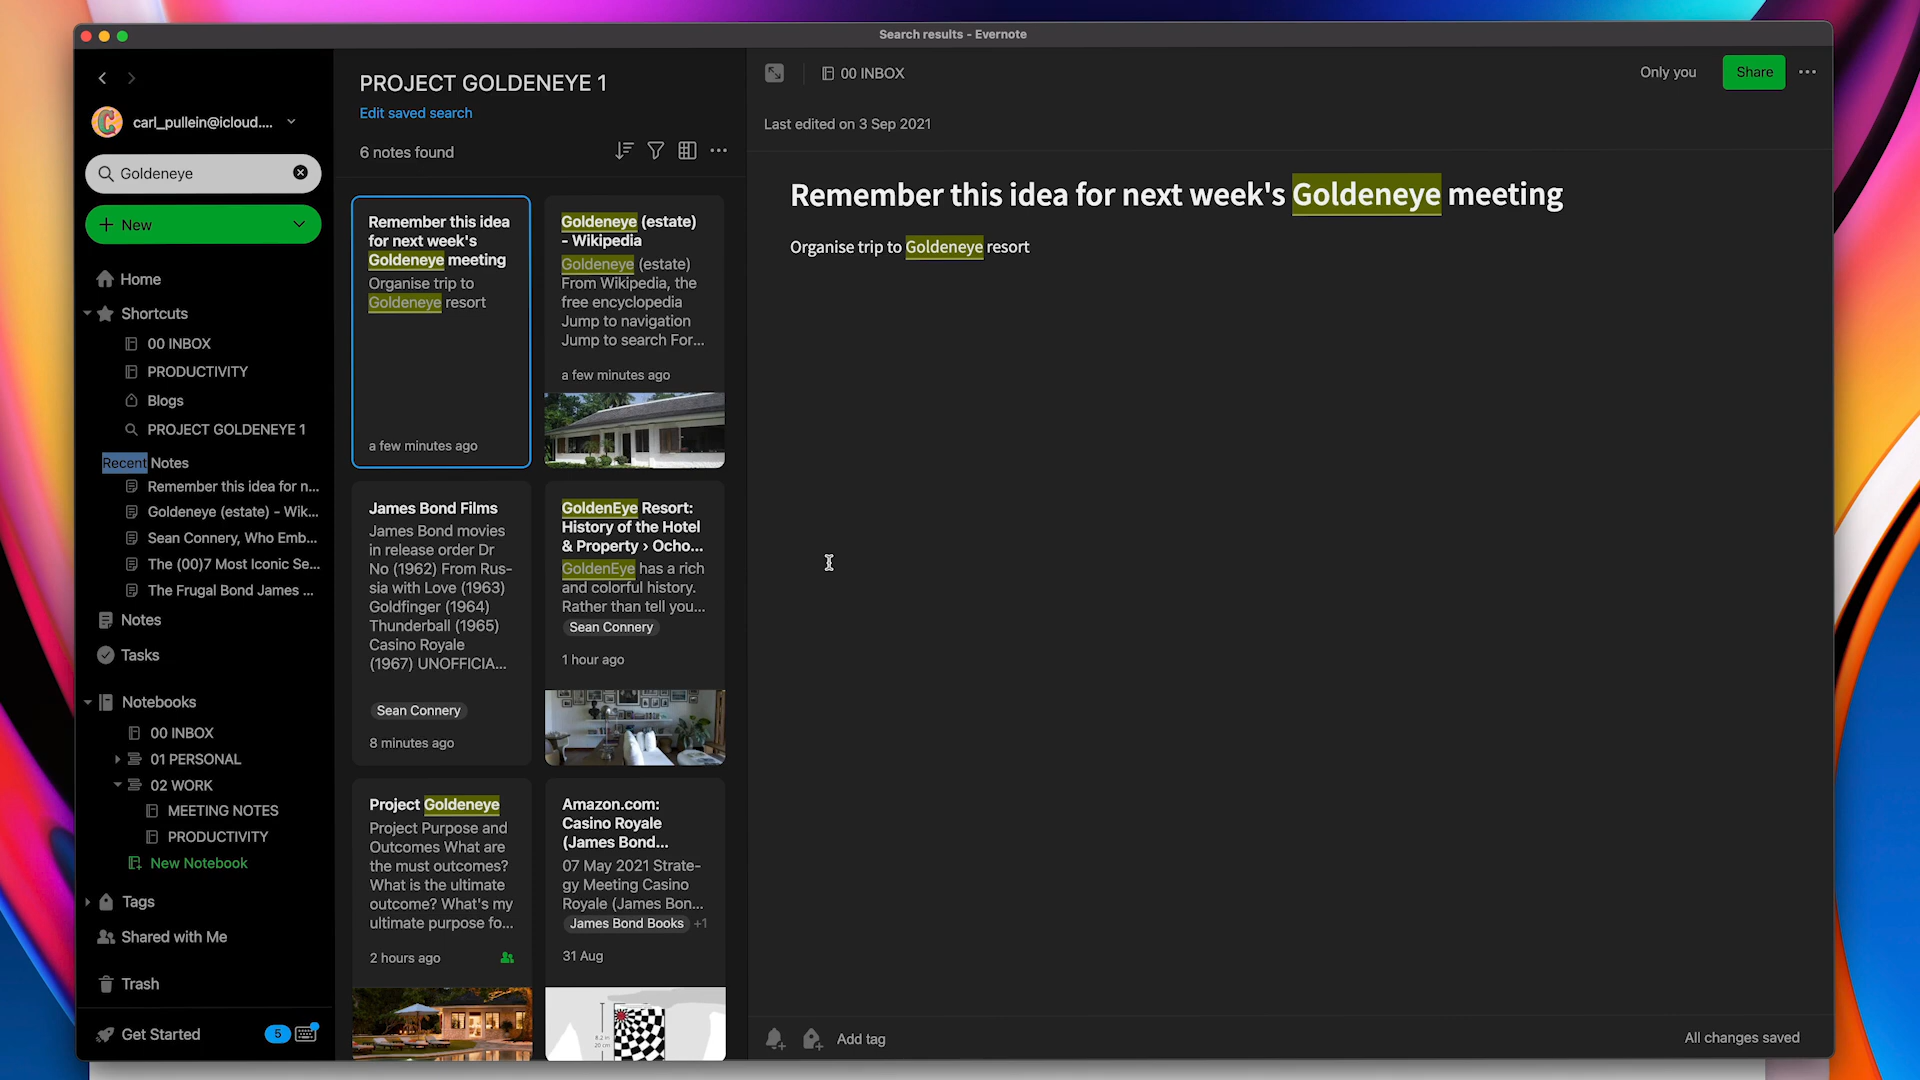 Search results - Evernote
carl_pullein@icloud....
Goldeneye
New
Home
Shortcuts
00 INBOX
PRODUCTIVITY
Blogs
PROJECT GOLDENEYE 1
Recent Notes
Remember this idea for n...
Goldeneye (estate) - Wik...
Sean Connery, Who Emb...
The (00)7 Most Iconic Se...
The Frugal Bond James ...
Notes
Tasks
Notebooks
00 INBOX
01 PERSONAL
02 WORK
MEETING NOTES
PRODUCTIVITY
New Notebook
Tags
Shared with Me
Trash
Get Started
5
PROJECT GOLDENEYE 1
Edit saved search
6 notes found
Remember this idea
for next week's
Goldeneye meeting
Organise trip to
Goldeneye resort
a few minutes ago
Goldeneye (estate)
- Wikipedia
Goldeneye (estate)
From Wikipedia, the
free encyclopedia
Jump to navigation
Jump to search For...
a few minutes ago
James Bond Films
James Bond movies
in release order Dr
No (1962) From Rus-
sia with Love (1963)
Goldfinger (1964)
Thunderball (1965)
Casino Royale
(1967) UNOFFICIA...
Sean Connery
8 minutes ago
GoldenEye Resort:
History of the Hotel
& Property › Ocho...
GoldenEye has a rich
and colorful history.
Rather than tell you...
Sean Connery
1 hour ago
Project Goldeneye
Project Purpose and
Outcomes What are
the must outcomes?
What is the ultimate
outcome? What's my
ultimate purpose fo...
2 hours ago
Amazon.com:
Casino Royale
(James Bond...
07 May 2021 Strate-
gy Meeting Casino
Royale (James Bon...
James Bond Books +1
31 Aug
8.2 in
20 cm
00 INBOX
Only you
Share
Last edited on 3 Sep 2021
Remember this idea for next week's Goldeneye meeting
Organise trip to Goldeneye resort
Add tag
All changes saved